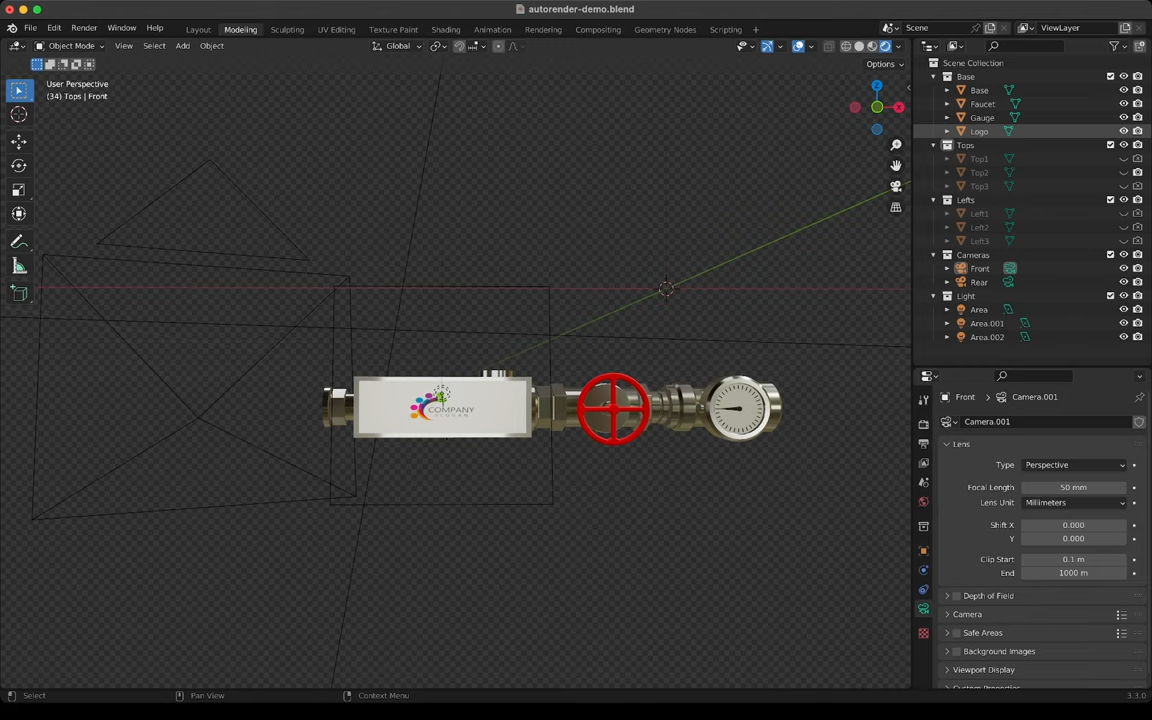 autorender-demo.blend
File Edit Render Window Help Layout Modeling Sculpting UV Editing Texture Paint Shading Animation Rendering Compositing Geometry Nodes Scripting + Scene ViewLayer
Object Mode View Select Add Object Global
Options
User Perspective
(34) Tops | Front
Z
X
COMPANY
SLOGAN
Scene Collection
Base
Base
Faucet
Gauge
Logo
Tops
Top1
Top2
Top3
Lefts
Left1
Left2
Left3
Cameras
Front
Rear
Light
Area
Area.001
Area.002
Front > Camera.001
Camera.001
Lens
Type Perspective
Focal Length 50 mm
Lens Unit Millimeters
Shift X 0.000
Y 0.000
Clip Start 0.1 m
End 1000 m
Depth of Field
Camera
Safe Areas
Background Images
Viewport Display
Select Pan View Context Menu 3.3.0